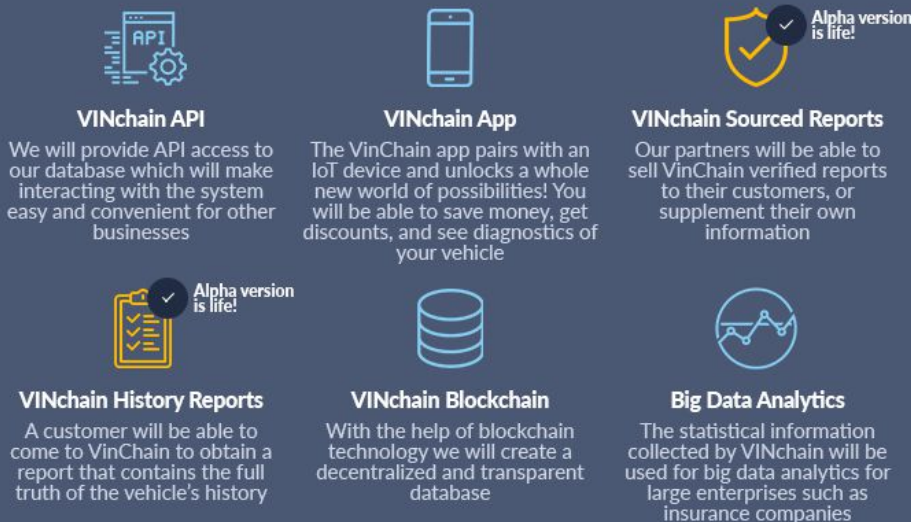 API
VINchain API
We will provide API access to
our database which will make
interacting with the system
easy and convenient for other
businesses
VINchain App
The VinChain app pairs with an
IoT device and unlocks a whole
new world of possibilities! You
will be able to save money, get
discounts, and see diagnostics of
your vehicle
Alpha version
is life!
VINchain Sourced Reports
Our partners will be able to
sell VinChain verified reports
to their customers, or
supplement their own
information
Alpha version
is life!
VINchain History Reports
A customer will be able to
come to VinChain to obtain a
report that contains the full
truth of the vehicle's history
VINchain Blockchain
With the help of blockchain
technology we will create a
decentralized and transparent
database
Big Data Analytics
The statistical information
collected by VINchain will be
used for big data analytics for
large enterprises such as
insurance companies